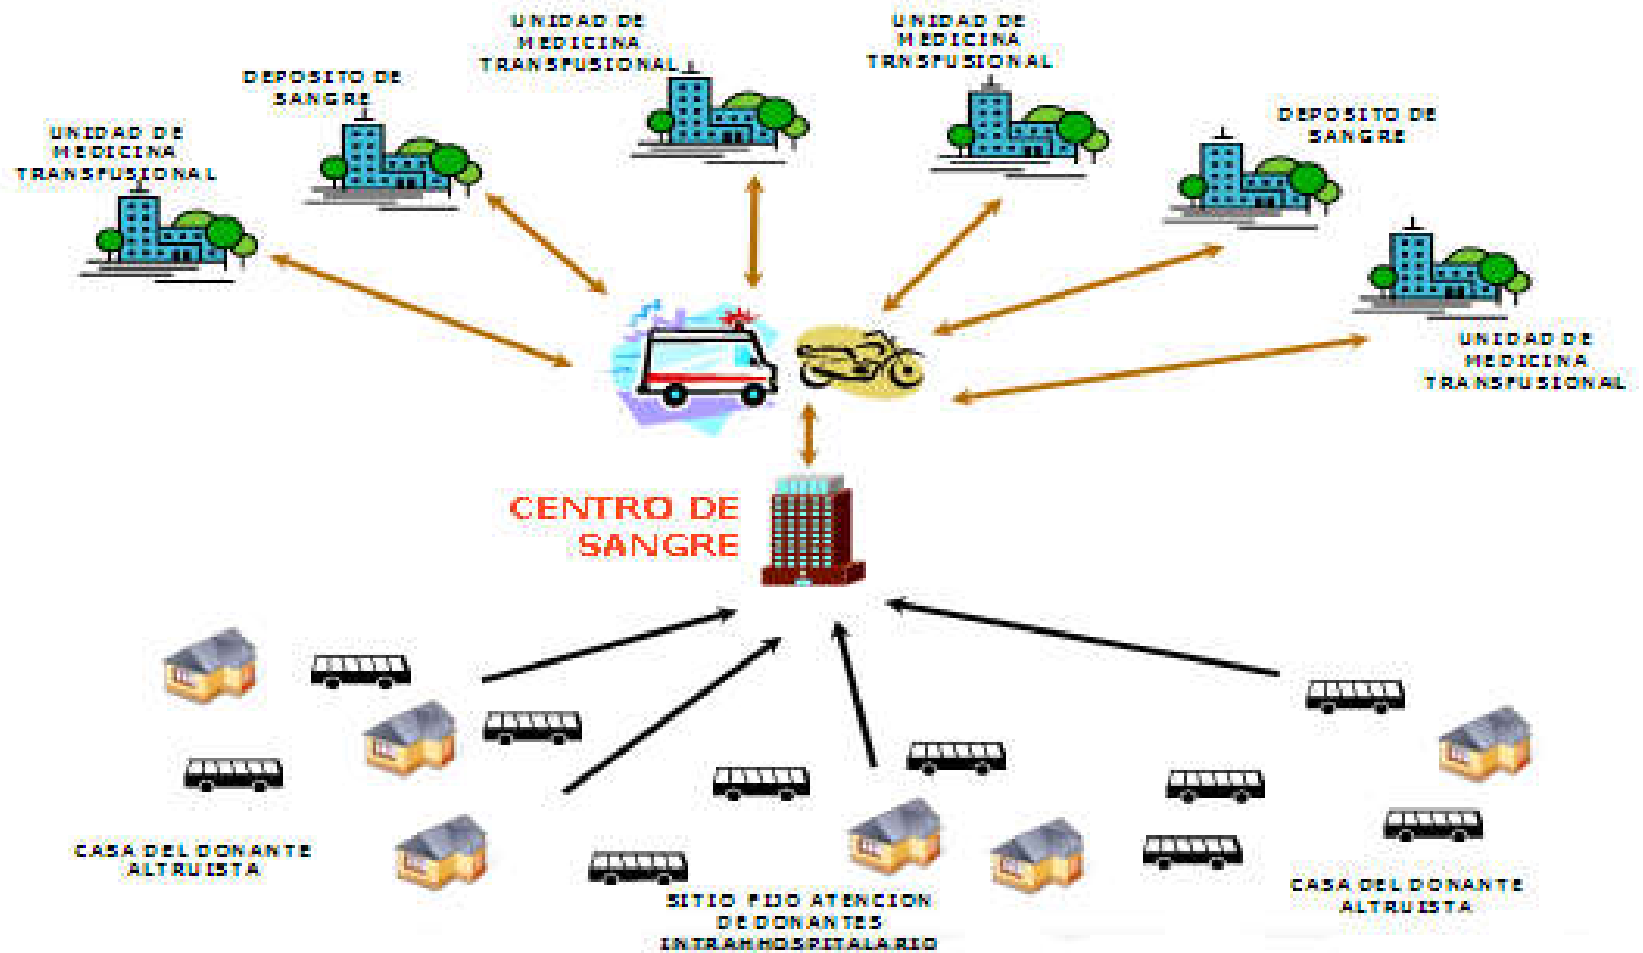 UNIDAD DE
MEDICINA
TRANSFUSIONAL
DEPOSITO DE
SANGRE
UNIDAD DE
MEDICINA
TRANSFUSIONAL
UNIDAD DE
MEDICINA
TRNSFUSIONAL
DEPOSITO DE
SANGRE
UNIDAD DE
MEDICINA
TRANSFUSIONAL
CENTRO DE
SANGRE
CASA DEL DONANTE
ALTRUISTA
SITIO FIJO ATENCION
DE DONANTES
INTRAHHOSPITALARIO
CASA DEL DONANTE
ALTRUISTA